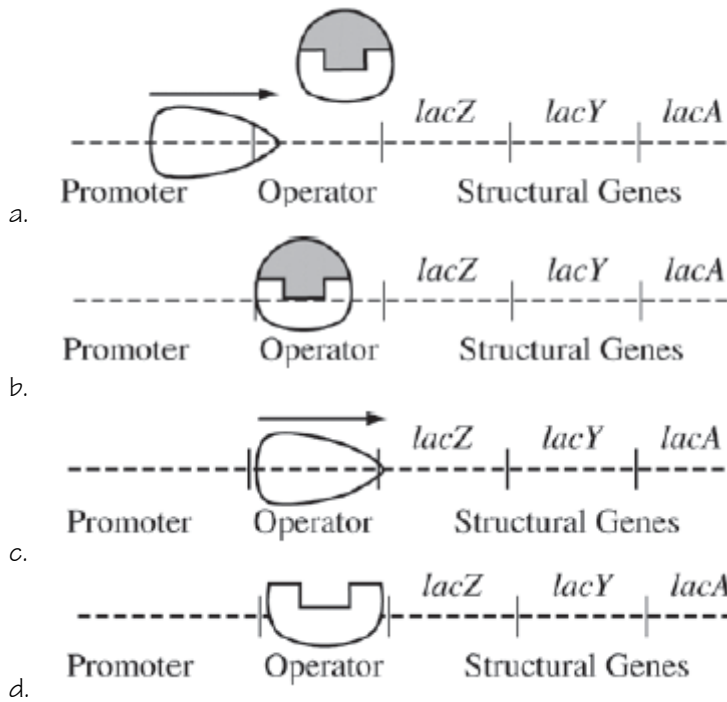 lacZ lacY lacA
Promoter Operator Structural Genes
a.
lacZ lacY lacA
Promoter Operator Structural Genes
b.
lacZ lacY lacA
Promoter Operator Structural Genes
c.
lacZ lacY lacA
Promoter Operator Structural Genes
d.